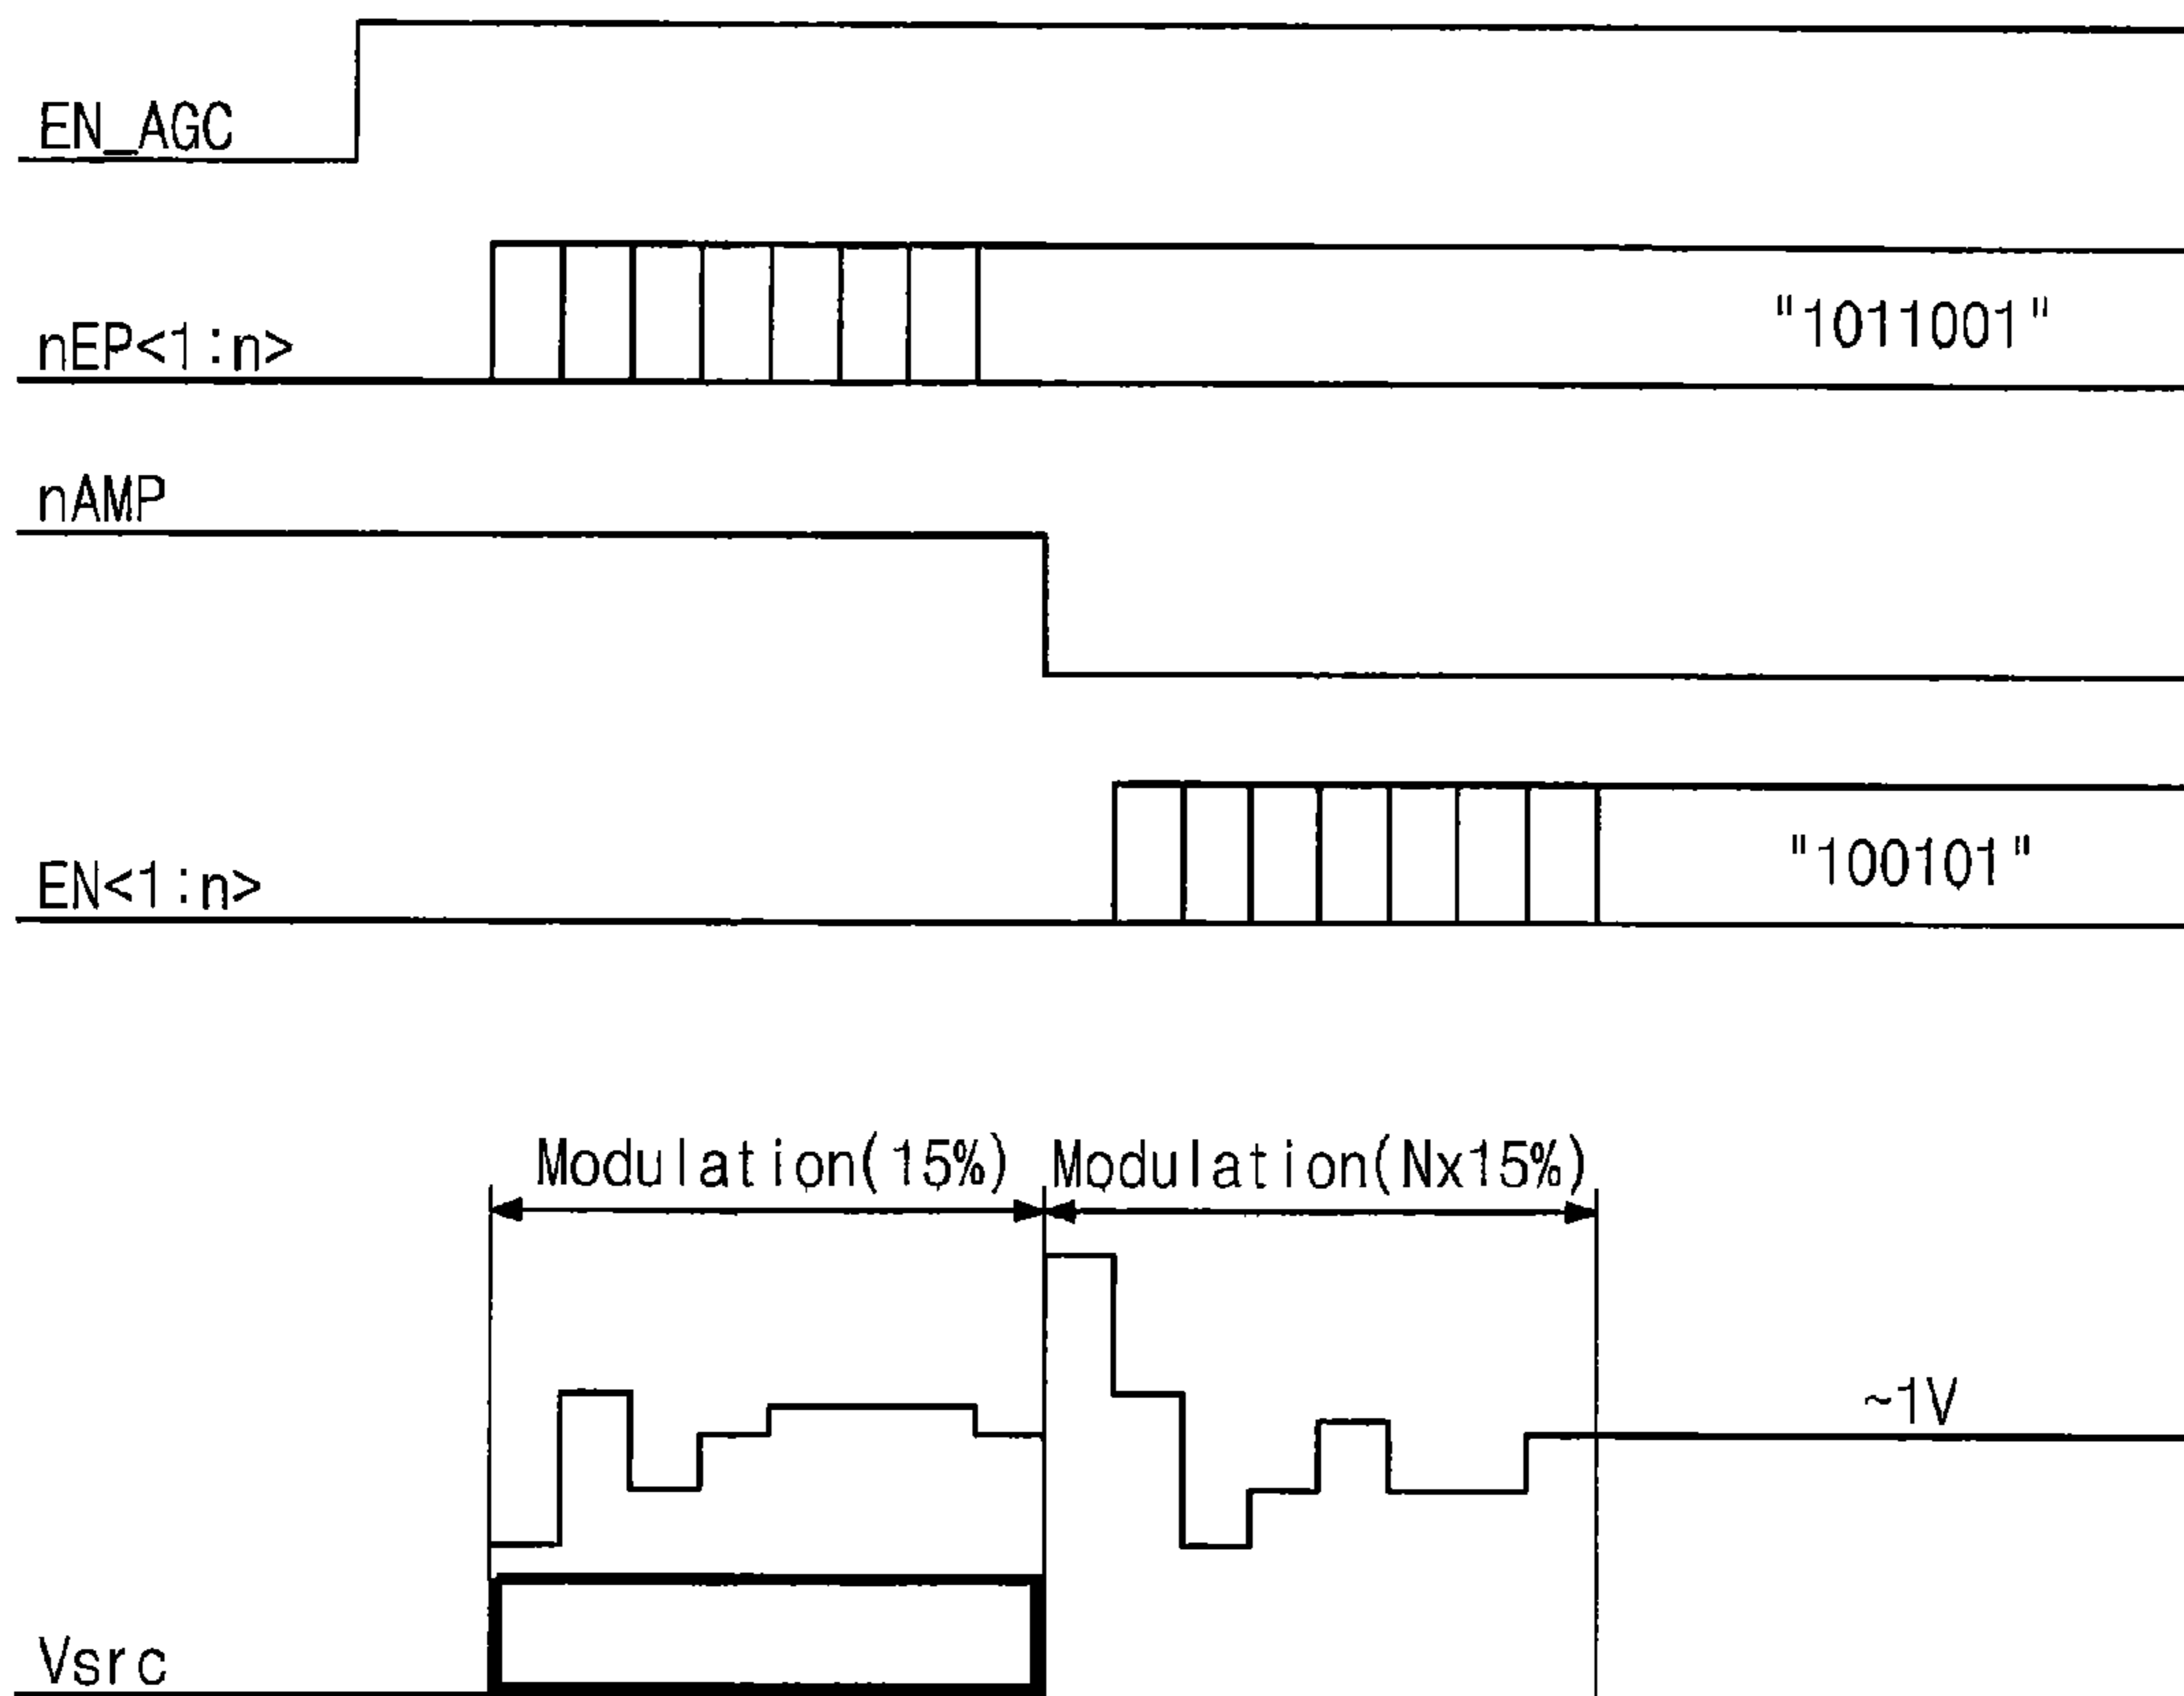 EN_AGC
nEP<1:n>
"1011001"
nAMP
EN<1:n>
"100101"
Modulation(15%)
Modulation(Nx15%)
~1V
Vsrc